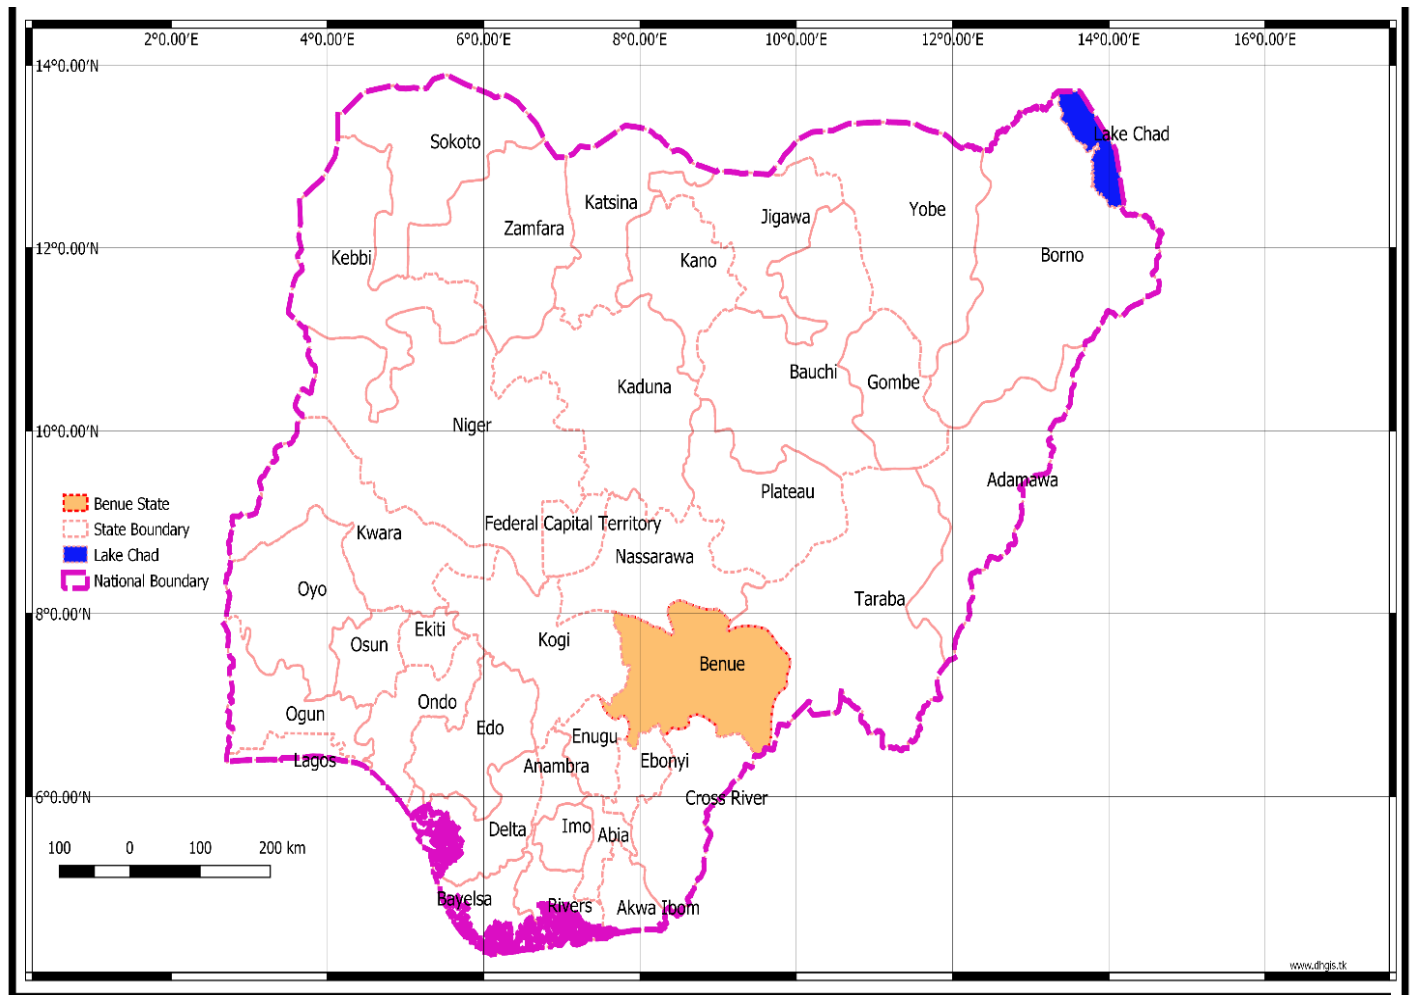 2°0.00′E 4°0.00′E 6°0.00′E 8°0.00′E 10°0.00′E 12°0.00′E 14°0.00′E 16°0.00′E
14°0.00′N
Lake Chad
Sokoto
Katsina
Jigawa
Yobe
Zamfara
12°0.00′N
Kebbi
Kano
Borno
Bauchi
Gombe
Kaduna
Niger
10°0.00′N
Adamawa
Plateau
Benue State
State Boundary
Lake Chad
National Boundary
Federal Capital Territory
Kwara
Nassarawa
Oyo
Taraba
8°0.00′N
Ekiti
Osun
Kogi
Benue
Ondo
Ogun
Edo
Enugu
Lagos
Anambra
Ebonyi
6°0.00′N
Cross River
Delta
Imo
Abia
100 0 100 200 km
Bayelsa
Rivers
Akwa Ibom
www.dhgis.tk